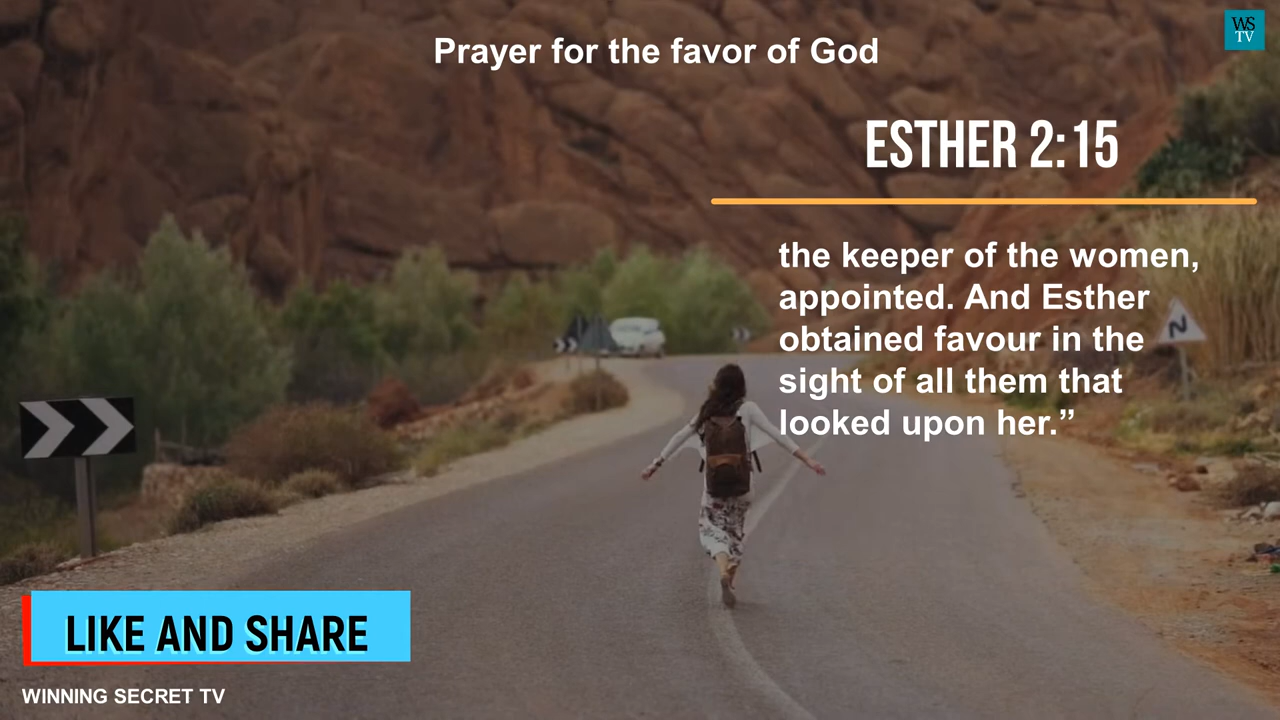 WS
TV
Prayer for the favor of God
ESTHER 2:15
the keeper of the women,
appointed. And Esther
obtained favour in the
sight of all them that
looked upon her.”
LIKE AND SHARE
WINNING SECRET TV